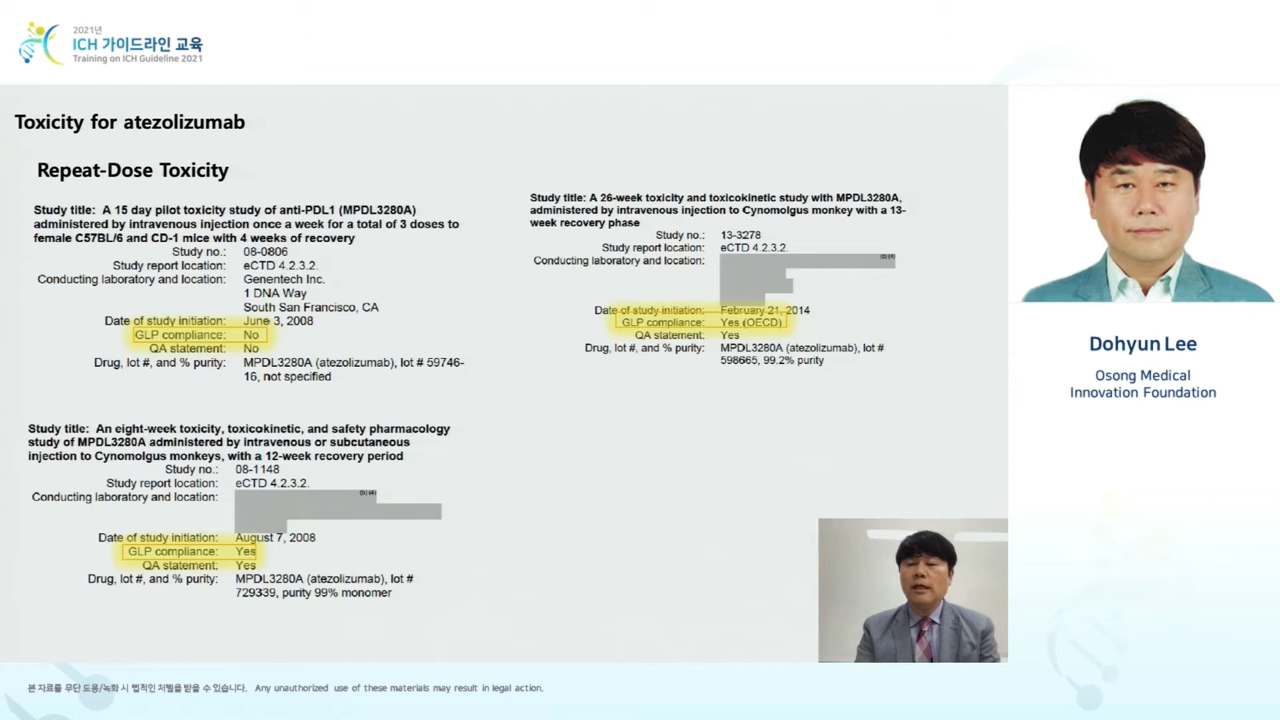 2021년
ICH 가이드라인 교육
Training on ICH Guideline 2021
Toxicity for atezolizumab
Repeat-Dose Toxicity
Study title: A 15 day pilot toxicity study of anti-PDL1 (MPDL3280A)
administered by intravenous injection once a week for a total of 3 doses to
female C57BL/6 and CD-1 mice with 4 weeks of recovery
Study no.: 08-0806
Study report location: eCTD 4.2.3.2.
Conducting laboratory and location: Genentech Inc.
1 DNA Way
South San Francisco, CA
Date of study initiation: June 3, 2008
GLP compliance: No
QA statement: No
Drug, lot #, and % purity: MPDL3280A (atezolizumab), lot # 59746-
16, not specified
Study title: An eight-week toxicity, toxicokinetic, and safety pharmacology
study of MPDL3280A administered by intravenous or subcutaneous
injection to Cynomolgus monkeys, with a 12-week recovery period
Study no.: 08-1148
Study report location: eCTD 4.2.3.2.
Conducting laboratory and location:
(b) (4)
Date of study initiation: August 7, 2008
GLP compliance: Yes
QA statement: Yes
Drug, lot #, and % purity: MPDL3280A (atezolizumab), lot #
729339, purity 99% monomer
Study title: A 26-week toxicity and toxicokinetic study with MPDL3280A,
administered by intravenous injection to Cynomolgus monkey with a 13-
week recovery phase
Study no.: 13-3278
Study report location: eCTD 4.2.3.2.
Conducting laboratory and location:
(b) (4)
Date of study initiation: February 21, 2014
GLP compliance: Yes (OECD)
QA statement: Yes
Drug, lot #, and % purity: MPDL3280A (atezolizumab), lot #
598665, 99.2% purity
Dohyun Lee
Osong Medical
Innovation Foundation
본 자료를 무단 도용/녹화 시 법적인 처벌을 받을 수 있습니다. Any unauthorized use of these materials may result in legal action.